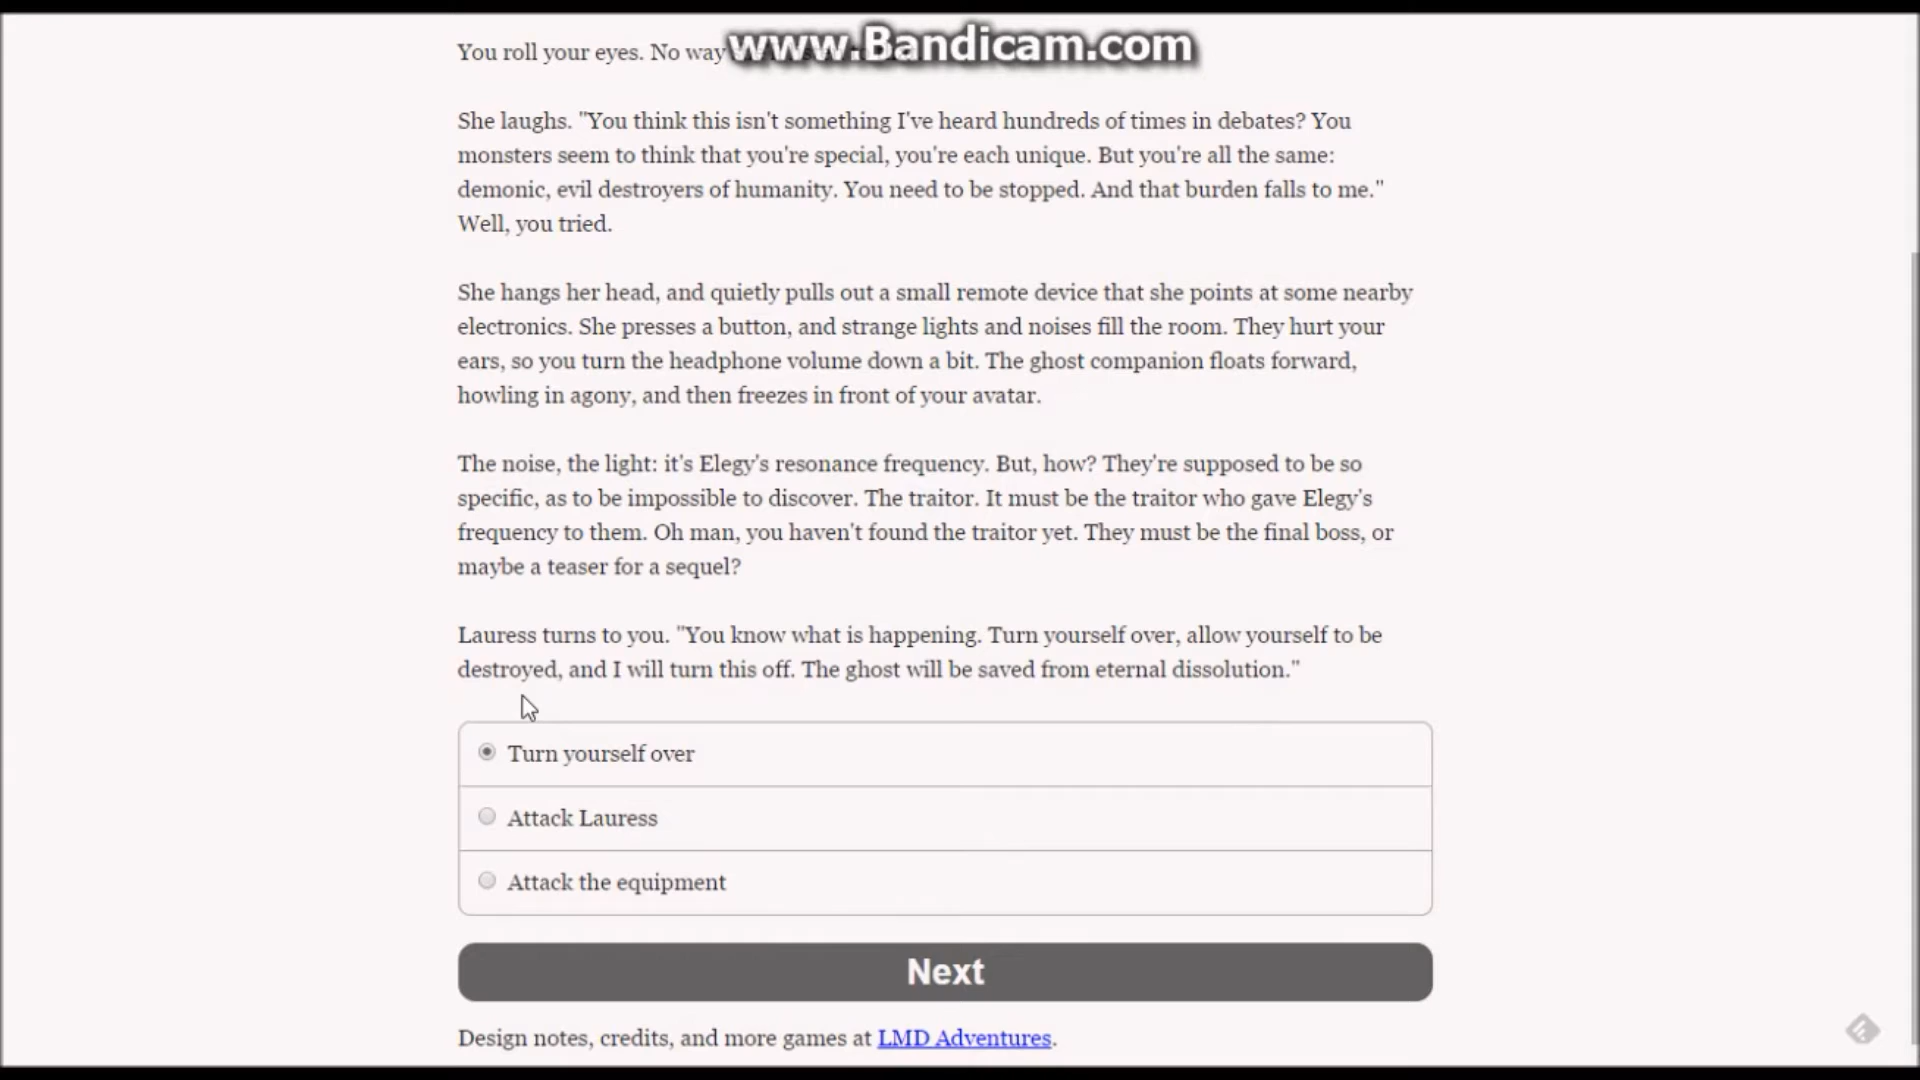 www.Bandicam.com
You roll your eyes. No way
She laughs. "You think this isn't something I've heard hundreds of times in debates? You
monsters seem to think that you're special, you're each unique. But you're all the same:
demonic, evil destroyers of humanity. You need to be stopped. And that burden falls to me."
Well, you tried.
She hangs her head, and quietly pulls out a small remote device that she points at some nearby
electronics. She presses a button, and strange lights and noises fill the room. They hurt your
ears, so you turn the headphone volume down a bit. The ghost companion floats forward,
howling in agony, and then freezes in front of your avatar.
The noise, the light: it's Elegy's resonance frequency. But, how? They're supposed to be so
specific, as to be impossible to discover. The traitor. It must be the traitor who gave Elegy's
frequency to them. Oh man, you haven't found the traitor yet. They must be the final boss, or
maybe a teaser for a sequel?
Lauress turns to you. "You know what is happening. Turn yourself over, allow yourself to be
destroyed, and I will turn this off. The ghost will be saved from eternal dissolution."
Turn yourself over
Attack Lauress
Attack the equipment
Next
Design notes, credits, and more games at LMD Adventures.